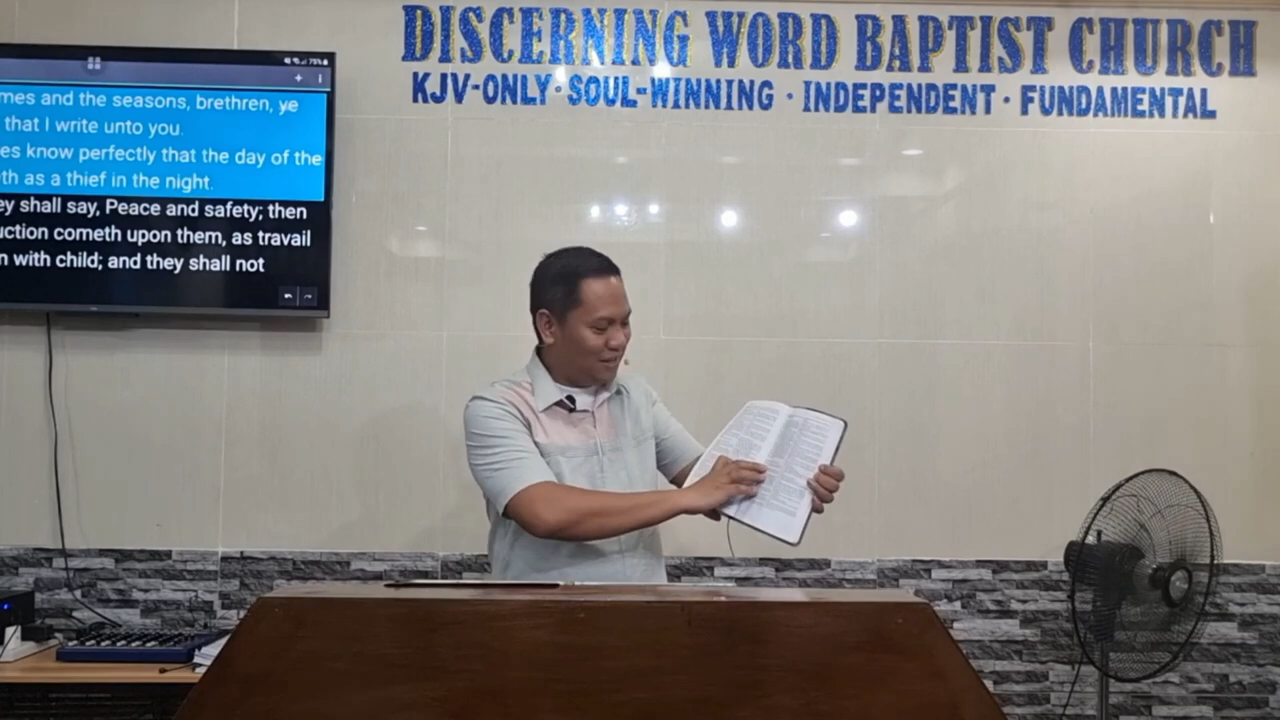 DISCERNING WORD BAPTIST CHURCH
KJV-ONLY · SOUL-WINNING · INDEPENDENT · FUNDAMENTAL
75%
mes and the seasons, brethren, ye
that I write unto you.
es know perfectly that the day of the
th as a thief in the night.
ey shall say, Peace and safety; then
uction cometh upon them, as travail
n with child; and they shall not